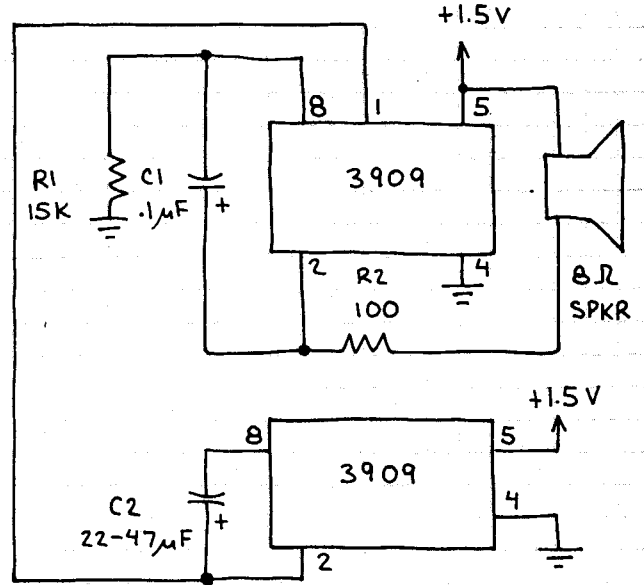 +1.5V
8
1
5
3909
R1
15K
C1
.1µF
+
2
4
R2
100
8Ω
SPKR
+1.5V
8
5
3909
4
C2
22-47µF
+
2